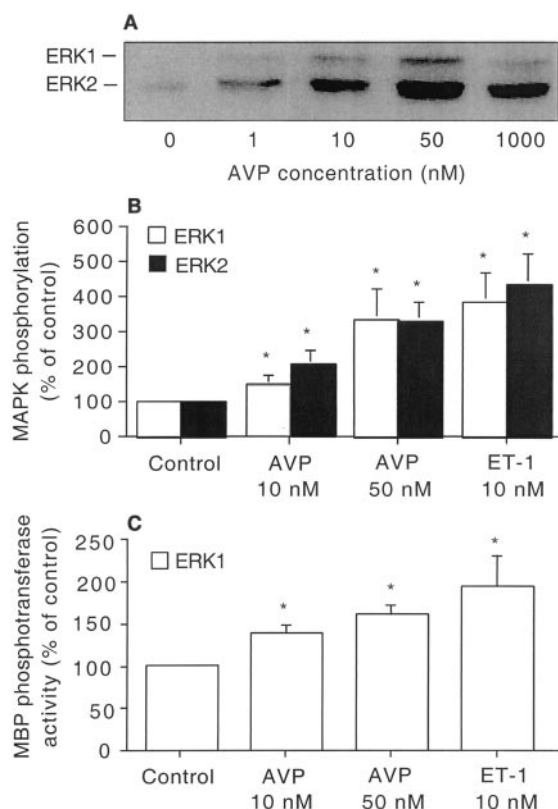 A
ERK1 –
ERK2 –
0 1 10 50 1000
AVP concentration (nM)
B
MAPK phosphorylation
(% of control)
600
500
400
300
200
100
0
ERK1
ERK2
*
*
*
*
*
*
Control AVP AVP ET-1
10 nM 50 nM 10 nM
C
MBP phosphotransferase
activity (% of control)
250
200
150
100
50
0
ERK1
*
*
*
Control AVP AVP ET-1
10 nM 50 nM 10 nM